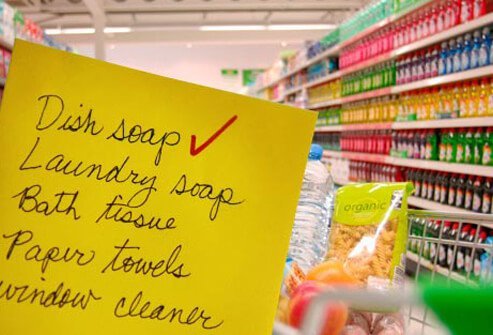 Dish soap ✓
Laundry soap
Bath tissue
Paper towels
window cleaner
organic